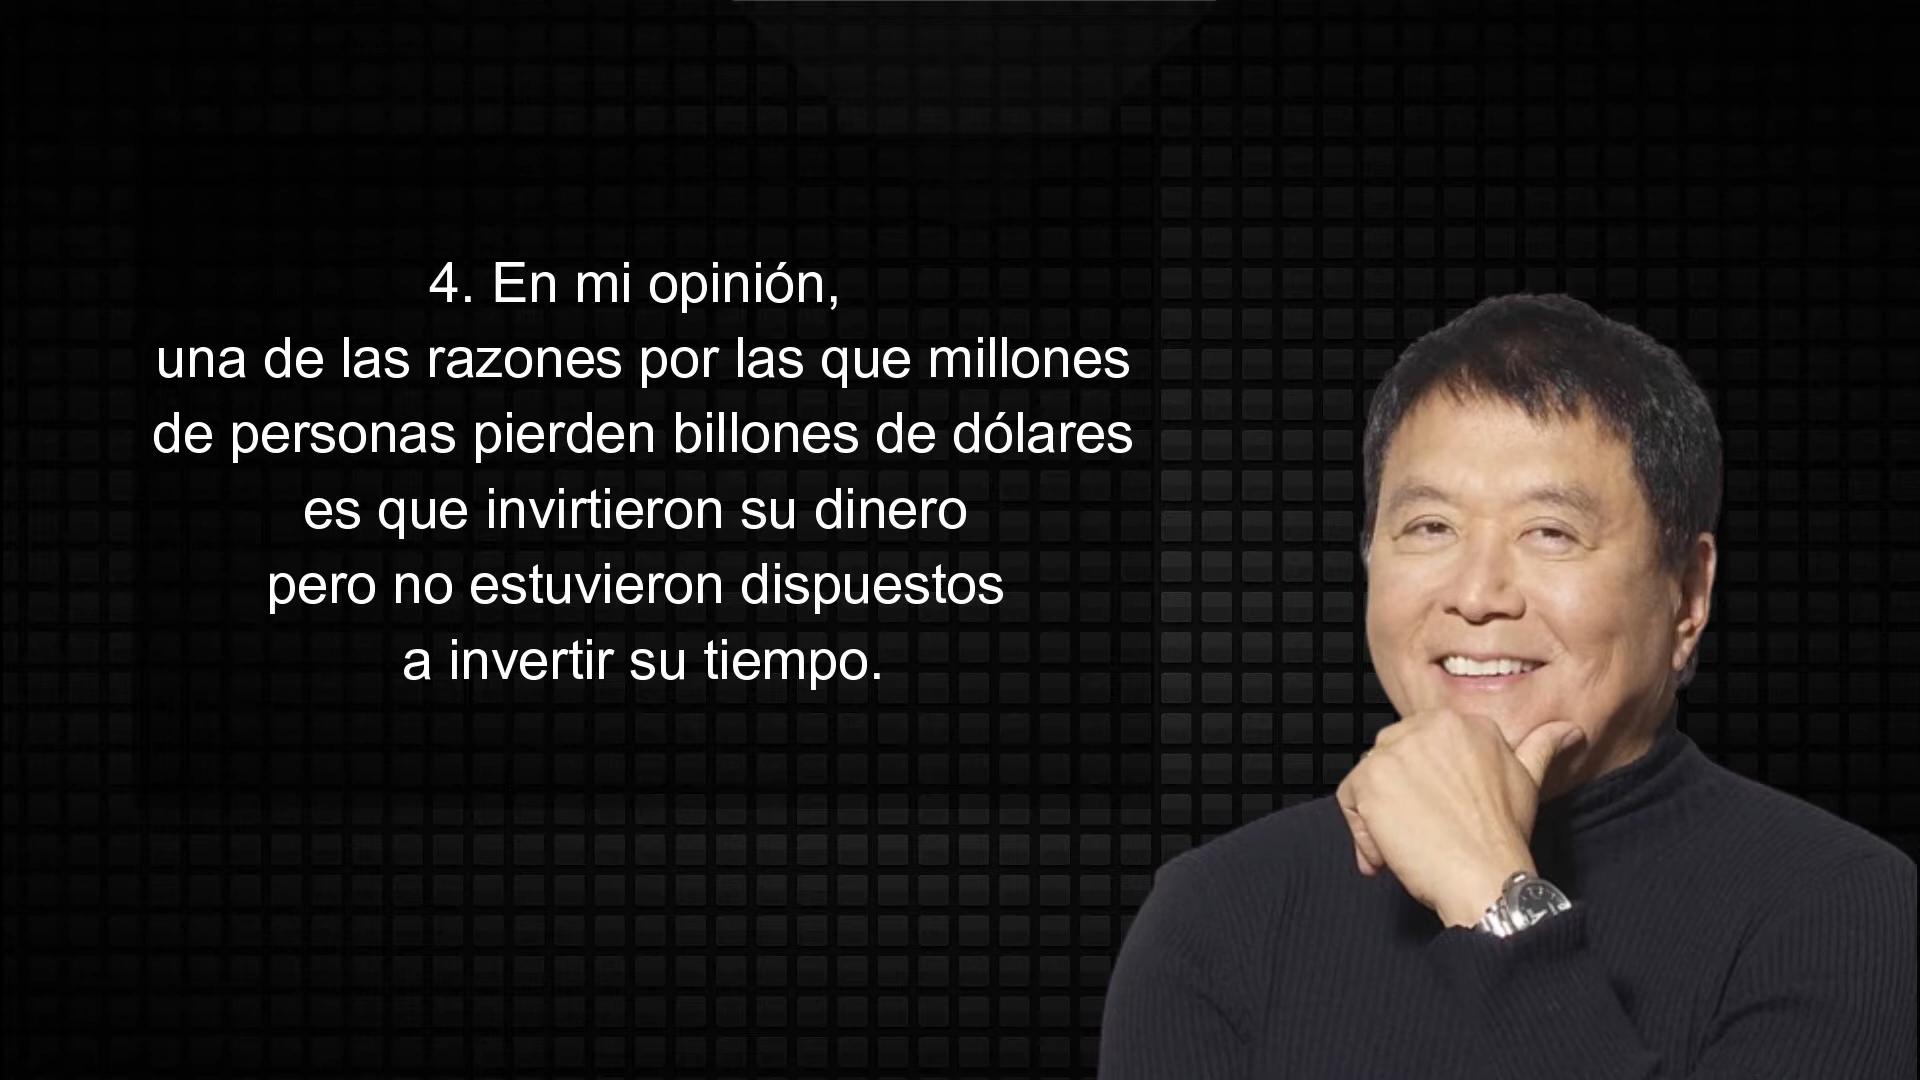 4. En mi opinión,
una de las razones por las que millones
de personas pierden billones de dólares
es que invirtieron su dinero
pero no estuvieron dispuestos
a invertir su tiempo.